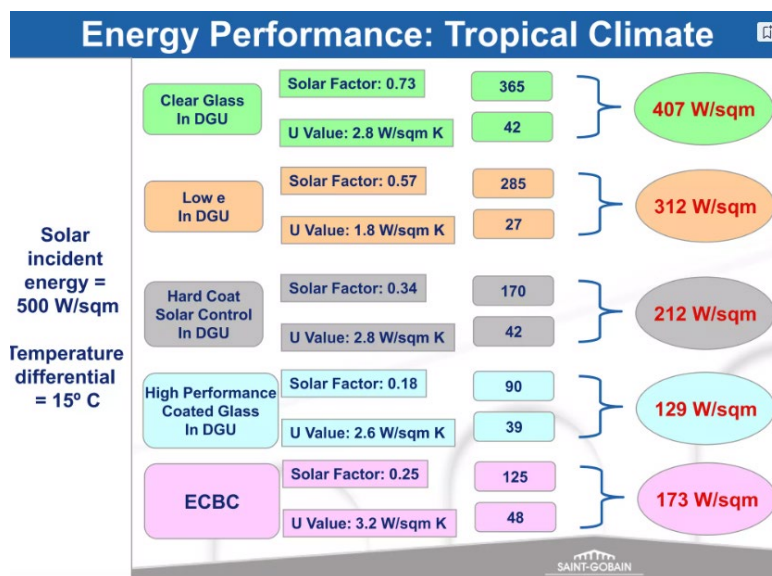 Energy Performance: Tropical Climate
Solar
incident
energy =
500 W/sqm
Temperature
differential
= 15º C
Clear Glass
In DGU
Solar Factor: 0.73
365
U Value: 2.8 W/sqm K
42
407 W/sqm
Low e
In DGU
Solar Factor: 0.57
285
U Value: 1.8 W/sqm K
27
312 W/sqm
Hard Coat
Solar Control
In DGU
Solar Factor: 0.34
170
U Value: 2.8 W/sqm K
42
212 W/sqm
High Performance
Coated Glass
In DGU
Solar Factor: 0.18
90
U Value: 2.6 W/sqm K
39
129 W/sqm
ECBC
Solar Factor: 0.25
125
U Value: 3.2 W/sqm K
48
173 W/sqm
SAINT-GOBAIN